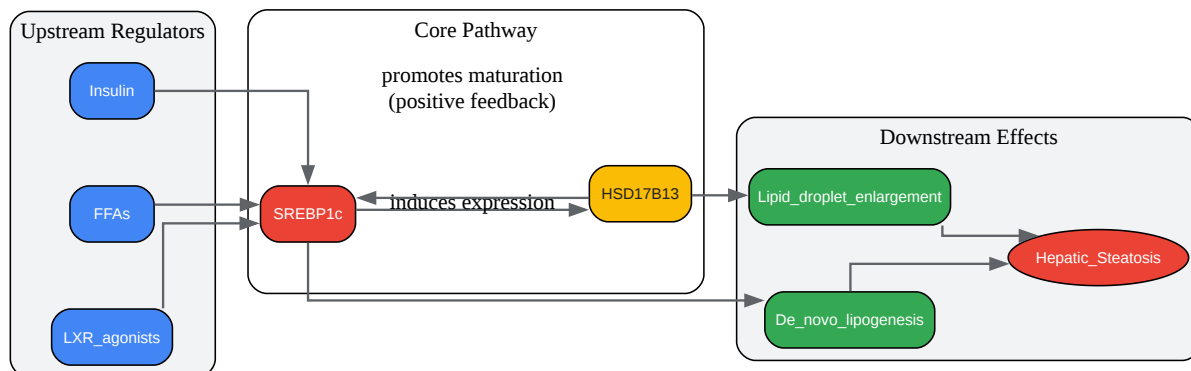 Upstream Regulators
Insulin
FFAs
LXR_agonists
Core Pathway
promotes maturation
(positive feedback)
SREBP1c
induces expression
HSD17B13
Downstream Effects
Lipid_droplet_enlargement
Hepatic_Steatosis
De_novo_lipogenesis